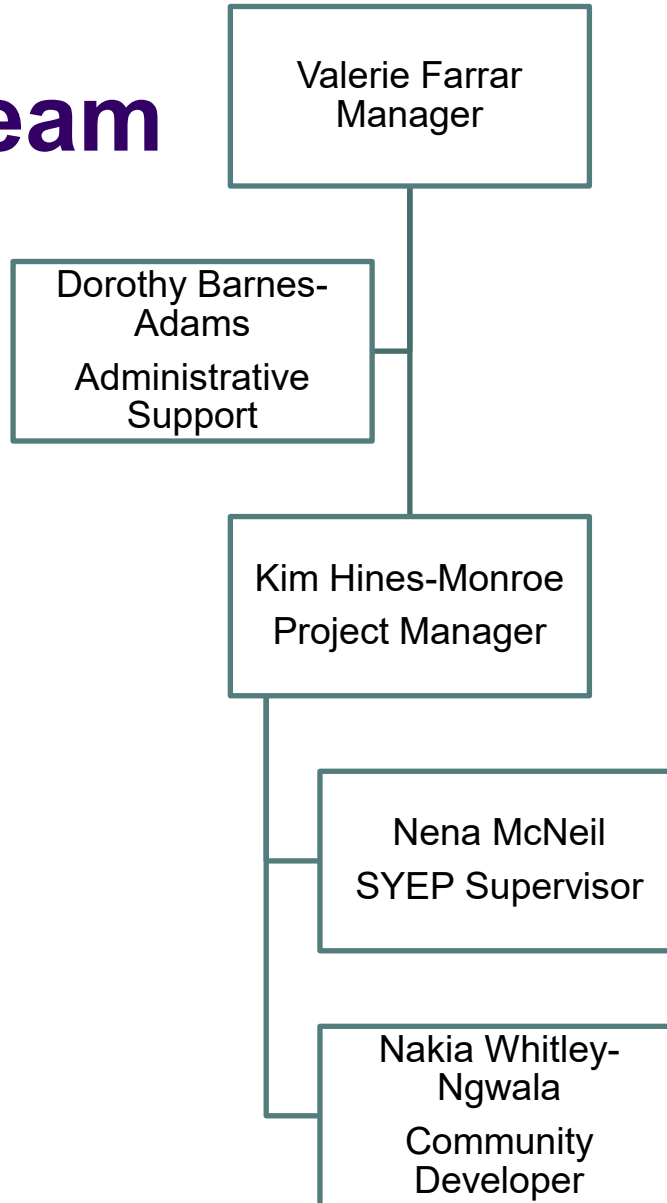 eam
Valerie Farrar
Manager
Dorothy Barnes-
Adams
Administrative
Support
Kim Hines-Monroe
Project Manager
Nena McNeil
SYEP Supervisor
Nakia Whitley-
Ngwala
Community
Developer